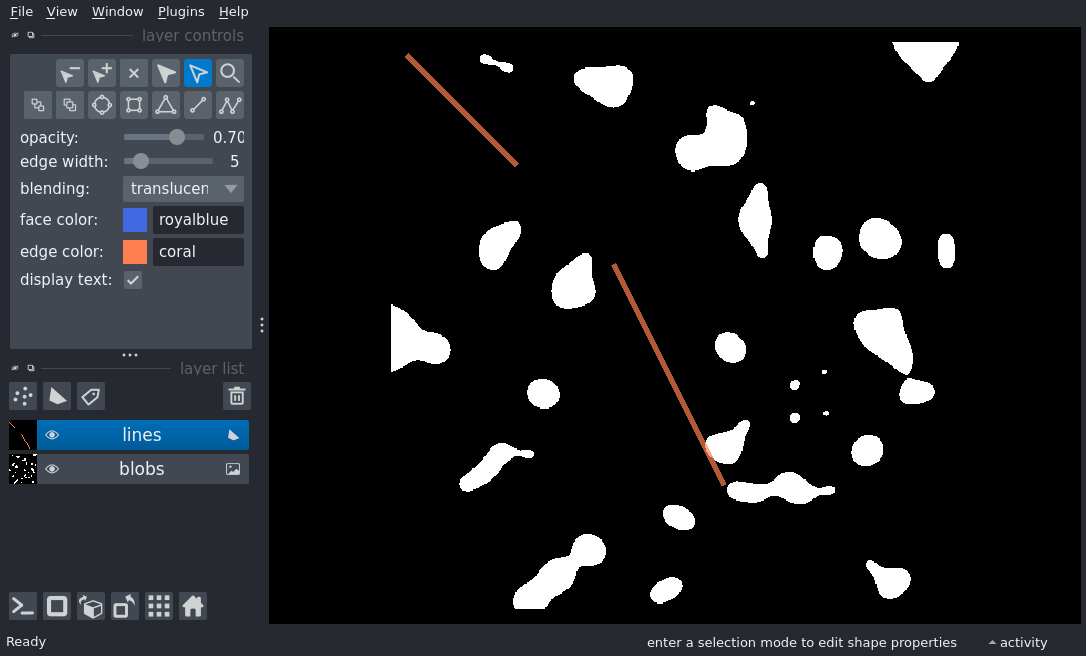 File View Window Plugins Help
layer controls
opacity: 0.70
edge width: 5
blending: translucen
face color: royalblue
edge color: coral
display text:
layer list
lines
blobs
Ready enter a selection mode to edit shape properties activity